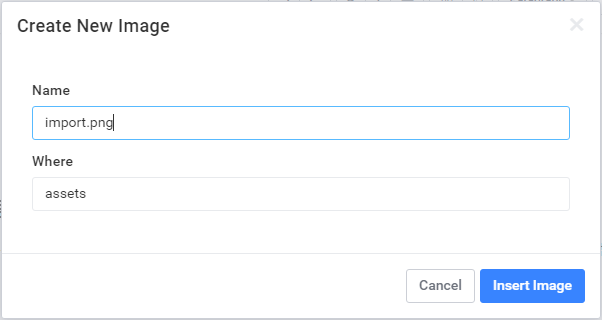 Create New Image
Name
import.png
Where
assets
Cancel
Insert Image